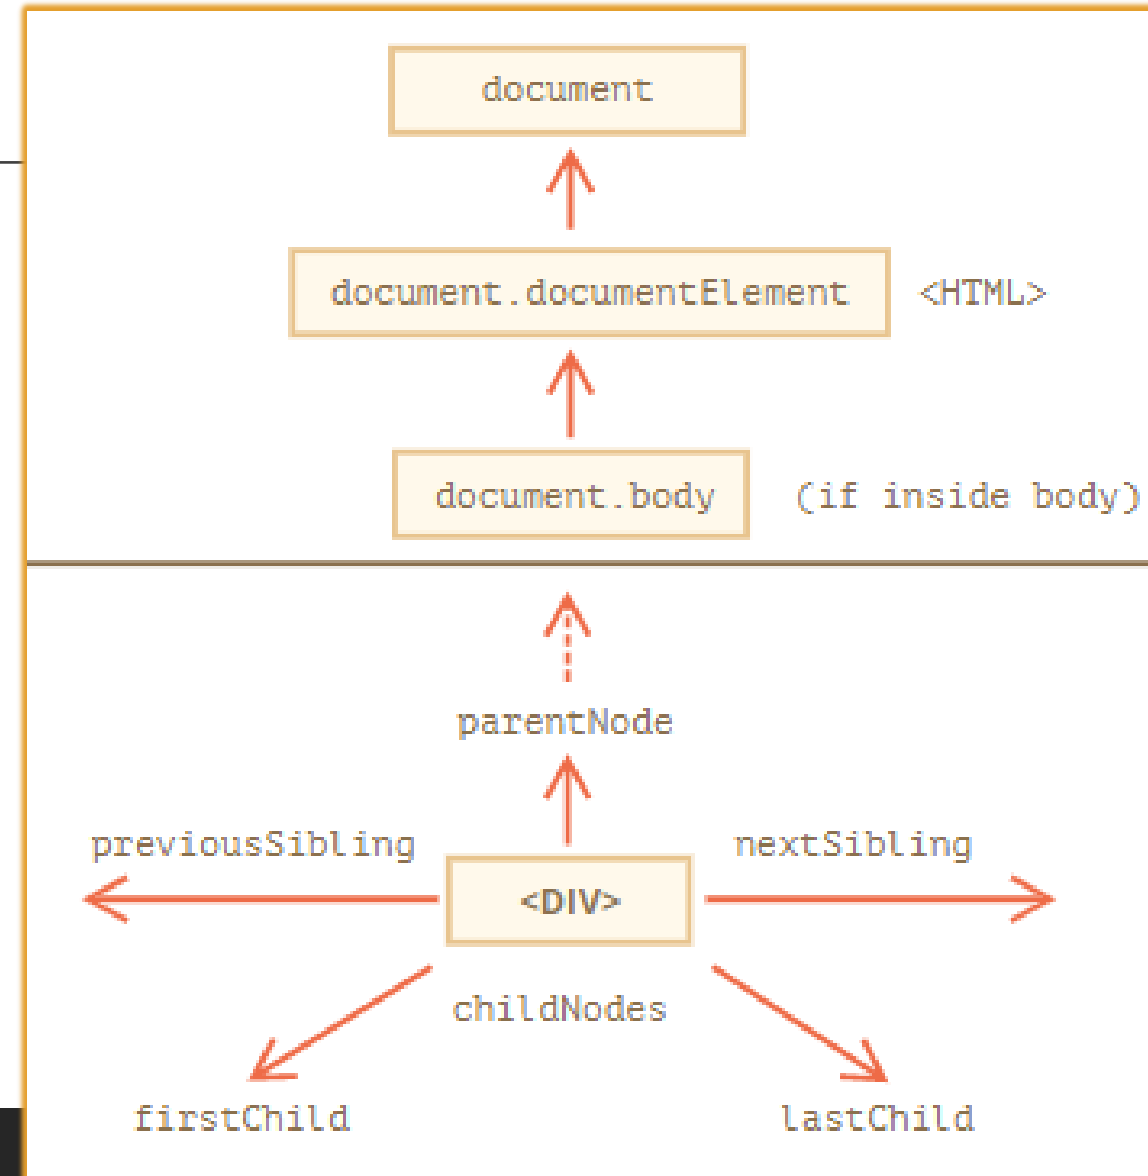 document
document.documentElement <HTML>
document.body (if inside body)
parentNode
previousSibling nextSibling
<DIV>
childNodes
firstChild lastChild